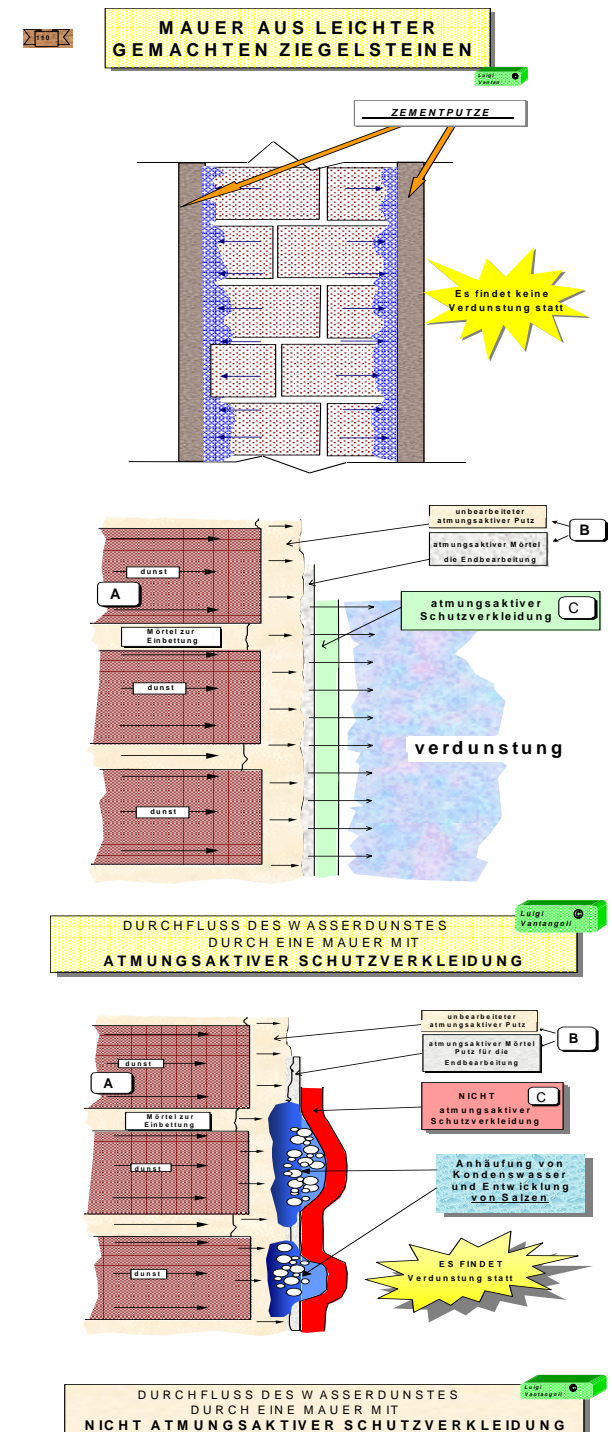 110
MAUER AUS LEICHTER
GEMACHTEN ZIEGELSTEINEN
Luigi
©
ZEMENTPUTZE
Es findet keine
Verdunstung statt
unbearbeiteter
atmungsaktiver Putz
B
atmungsaktiver Mörtel
die Endbearbeitung
dunst
A
atmungsaktiver
Schutzverkleidung
C
Mörtel zur
Einbettung
dunst
verdunstung
dunst
Luigi
Vantangoli
©
DURCHFLUSS DES WASSERDUNSTES
DURCH EINE MAUER MIT
ATMUNGSAKTIVER SCHUTZVERKLEIDUNG
unbearbeiteter
atmungsaktiver Putz
B
atmungsaktiver Mörtel
Putz für die
Endbearbeitung
dunst
A
NICHT
atmungsaktiver
Schutzverkleidung
C
Mörtel zur
Einbettung
dunst
Anhäufung von
Kondenswasser
und Entwicklung
von Salzen
ES FINDET
Verdunstung statt
dunst
Luigi
Vantangoli
©
DURCHFLUSS DES WASSERDUNSTES
DURCH EINE MAUER MIT
NICHT ATMUNGSAKTIVER SCHUTZVERKLEIDUNG